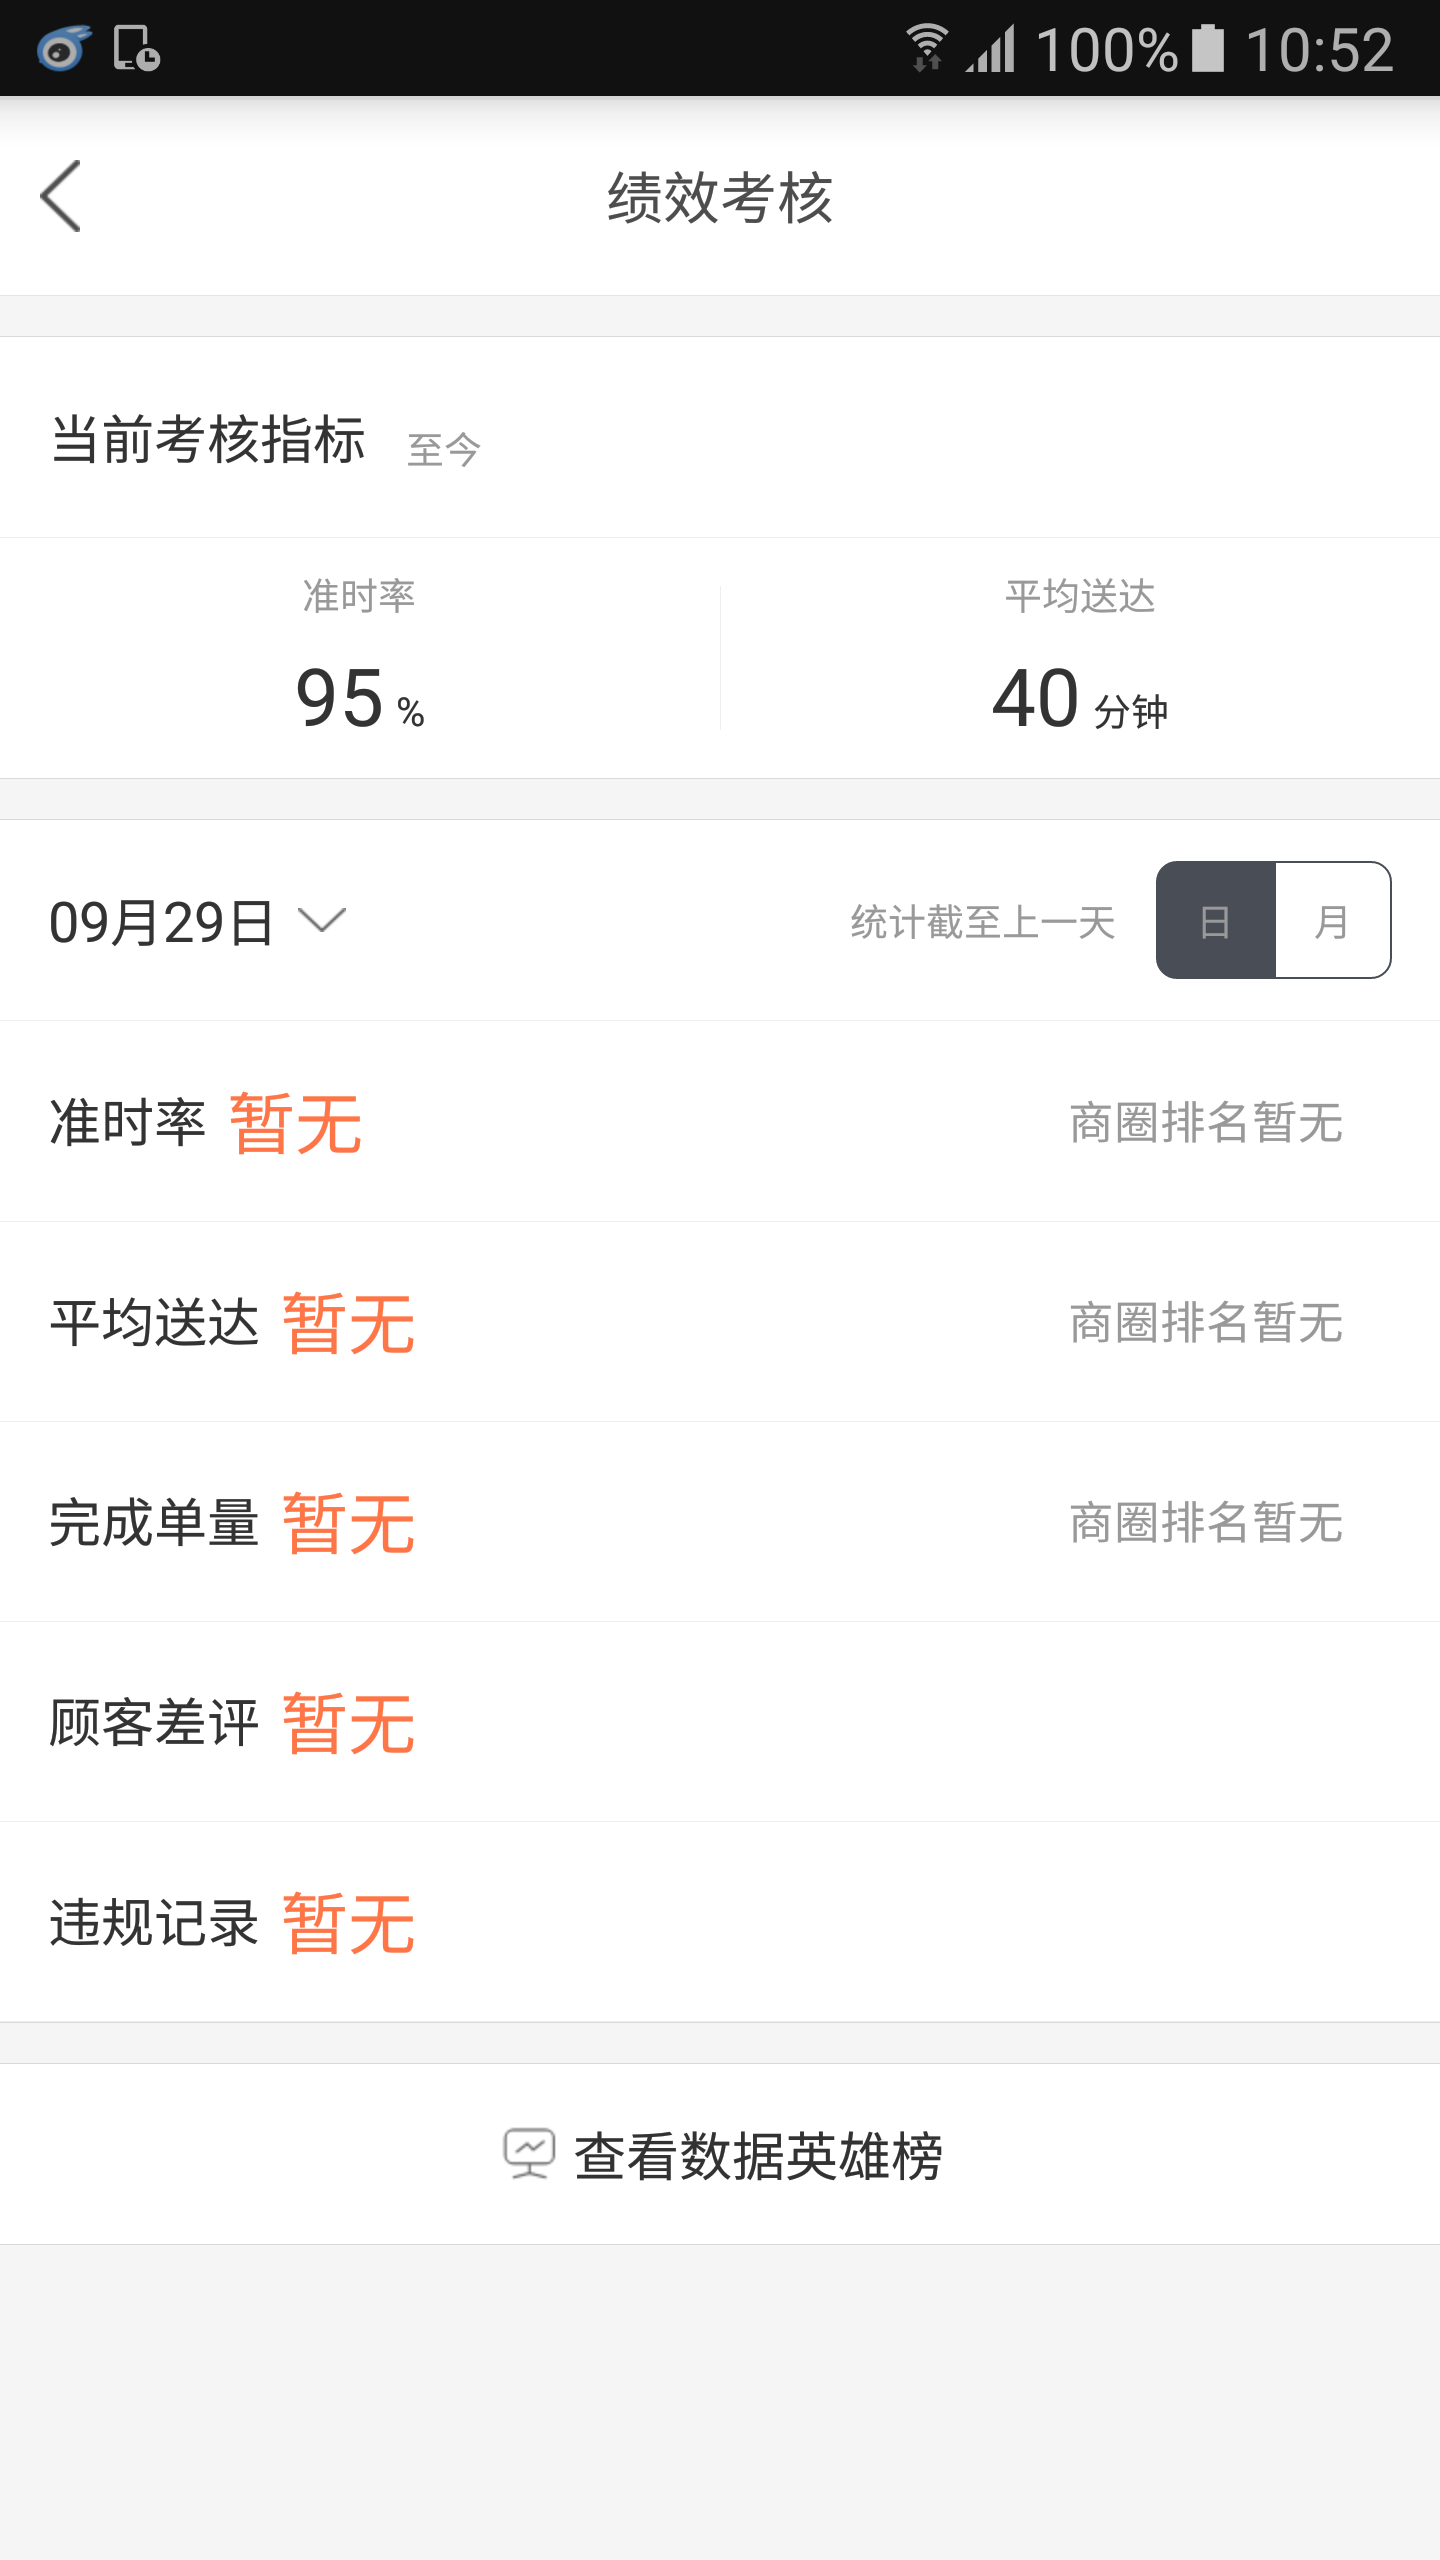 100% 10:52
绩效考核
当前考核指标 至今
准时率 平均送达
95 % 40 分钟
09月29日 统计截至上一天 日 月
准时率 暂无 商圈排名暂无
平均送达 暂无 商圈排名暂无
完成单量 暂无 商圈排名暂无
顾客差评 暂无
违规记录 暂无
查看数据英雄榜